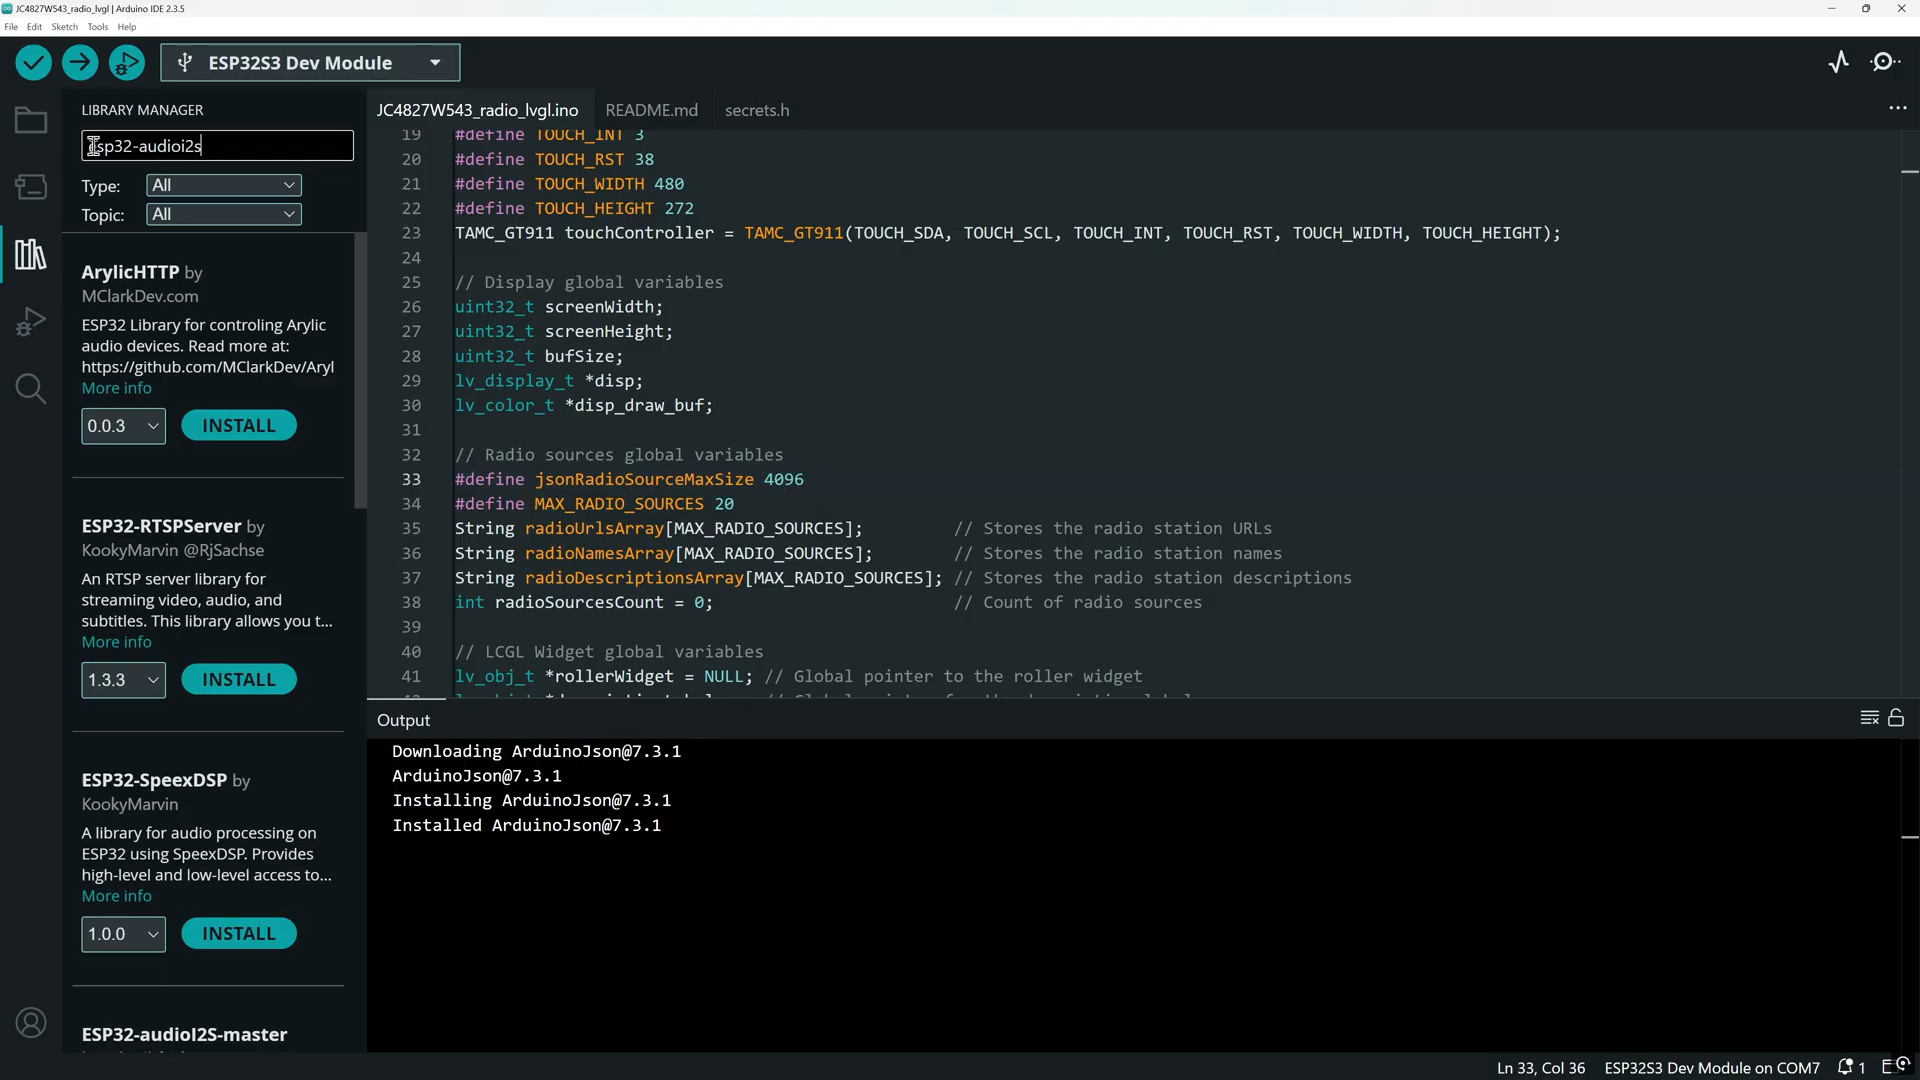 JC4827W543_radio_lvgl | Arduino IDE 2.3.5
File Edit Sketch Tools Help
ESP32S3 Dev Module
LIBRARY MANAGER
esp32-audioi2s
Type: All
Topic: All
ArylicHTTP by
MClarkDev.com
ESP32 Library for controling Arylic
audio devices. Read more at:
https://github.com/MClarkDev/Aryl
More info
0.0.3 INSTALL
ESP32-RTSPServer by
KookyMarvin @RjSachse
An RTSP server library for
streaming video, audio, and
subtitles. This library allows you t...
More info
1.3.3 INSTALL
ESP32-SpeexDSP by
KookyMarvin
A library for audio processing on
ESP32 using SpeexDSP. Provides
high-level and low-level access to...
More info
1.0.0 INSTALL
ESP32-audioI2S-master
JC4827W543_radio_lvgl.ino README.md secrets.h
19 #define TOUCH_INT 3
20 #define TOUCH_RST 38
21 #define TOUCH_WIDTH 480
22 #define TOUCH_HEIGHT 272
23 TAMC_GT911 touchController = TAMC_GT911(TOUCH_SDA, TOUCH_SCL, TOUCH_INT, TOUCH_RST, TOUCH_WIDTH, TOUCH_HEIGHT);
24
25 // Display global variables
26 uint32_t screenWidth;
27 uint32_t screenHeight;
28 uint32_t bufSize;
29 lv_display_t *disp;
30 lv_color_t *disp_draw_buf;
31
32 // Radio sources global variables
33 #define jsonRadioSourceMaxSize 4096
34 #define MAX_RADIO_SOURCES 20
35 String radioUrlsArray[MAX_RADIO_SOURCES]; // Stores the radio station URLs
36 String radioNamesArray[MAX_RADIO_SOURCES]; // Stores the radio station names
37 String radioDescriptionsArray[MAX_RADIO_SOURCES]; // Stores the radio station descriptions
38 int radioSourcesCount = 0; // Count of radio sources
39
40 // LCGL Widget global variables
41 lv_obj_t *rollerWidget = NULL; // Global pointer to the roller widget
Output
Downloading ArduinoJson@7.3.1
ArduinoJson@7.3.1
Installing ArduinoJson@7.3.1
Installed ArduinoJson@7.3.1
Ln 33, Col 36 ESP32S3 Dev Module on COM7 1